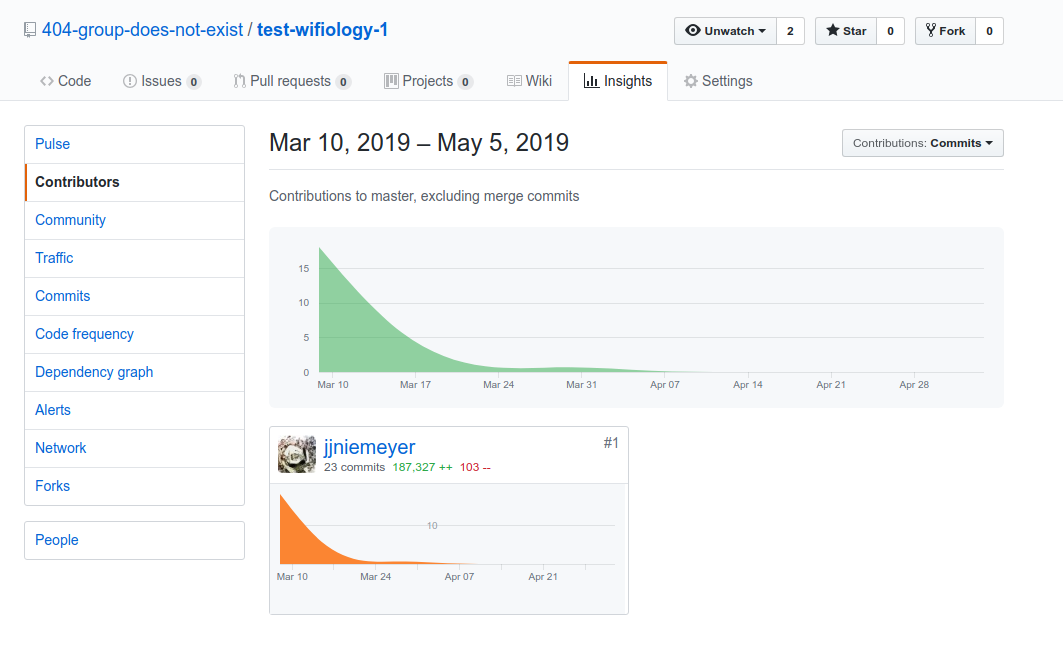 404-group-does-not-exist / test-wifiology-1
Unwatch 2 Star 0 Fork 0
Code Issues 0 Pull requests 0 Projects 0 Wiki Insights Settings
Pulse
Contributors
Community
Traffic
Commits
Code frequency
Dependency graph
Alerts
Network
Forks
People
Mar 10, 2019 – May 5, 2019
Contributions: Commits
Contributions to master, excluding merge commits
15
10
5
0
Mar 10 Mar 17 Mar 24 Mar 31 Apr 07 Apr 14 Apr 21 Apr 28
jjniemeyer #1
23 commits 187,327 ++ 103 --
10
Mar 10 Mar 24 Apr 07 Apr 21